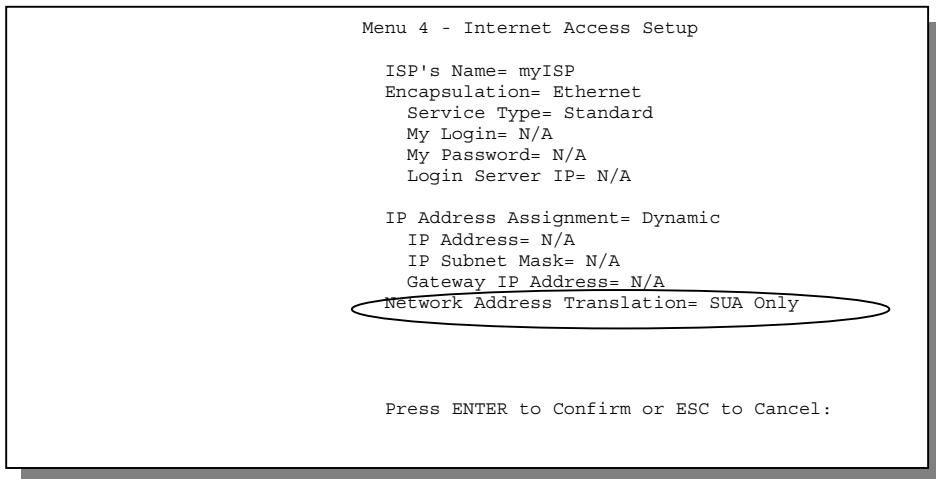 Menu 4 - Internet Access Setup
ISP's Name= myISP
Encapsulation= Ethernet
Service Type= Standard
My Login= N/A
My Password= N/A
Login Server IP= N/A
IP Address Assignment= Dynamic
IP Address= N/A
IP Subnet Mask= N/A
Gateway IP Address= N/A
Network Address Translation= SUA Only
Press ENTER to Confirm or ESC to Cancel: